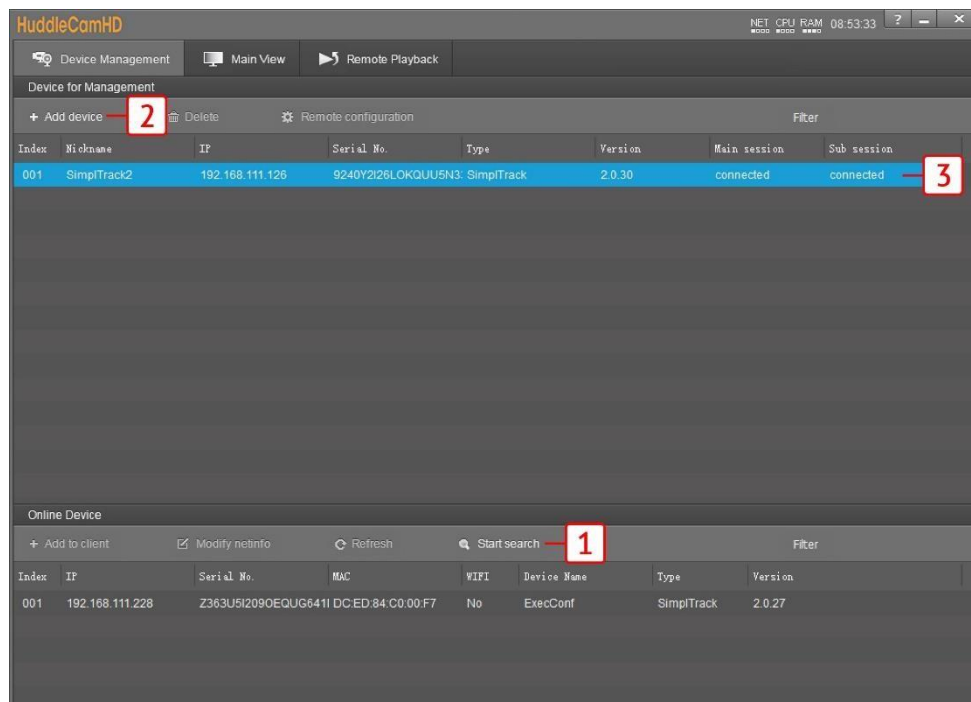 HuddleCamHD NET CPU RAM 08:53:33 ?
Device Management Main View Remote Playback
Device for Management
+ Add device 2 Delete Remote configuration Filter
Index Nickname IP Serial No. Type Version Main session Sub session
001 SimplTrack2 192.168.111.126 9240Y2I26LOKQUU5N3: SimplTrack 2.0.30 connected connected 3
Online Device
+ Add to client Modify netinfo Refresh Start search 1 Filter
Index IP Serial No. MAC WIFI Device Name Type Version
001 192.168.111.228 Z363U5I209OEQUG641I DC:ED:84:C0:00:F7 No ExecConf SimplTrack 2.0.27